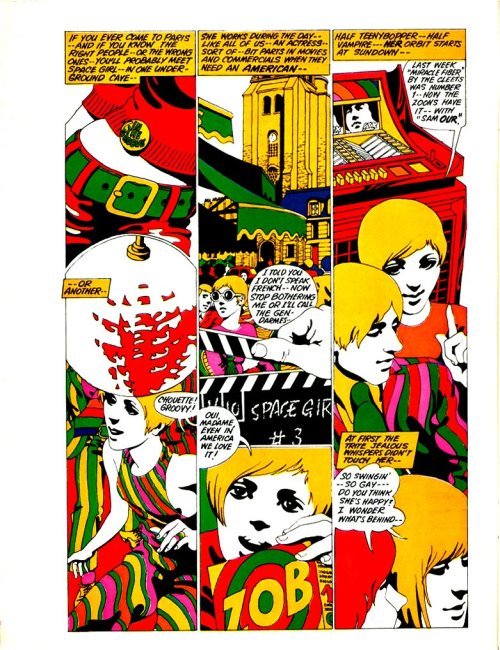 IF YOU EVER COME TO PARIS
--AND IF YOU KNOW THE
RIGHT PEOPLE--OR THE WRONG
ONES--YOU'LL PROBABLY MEET
SPACE GIRL--IN ONE UNDER-
GROUND CAVE--
--OR
ANOTHER--
CHOUETTE!
GROOVY!
SHE WORKS DURING THE DAY--
LIKE ALL OF US--AN ACTRESS--
SORT OF--BIT PARTS IN MOVIES
AND COMMERCIALS WHEN THEY
NEED AN AMERICAN--
I TOLD YOU
I DON'T SPEAK
FRENCH--NOW
STOP BOTHERING
ME OR I'LL CALL
THE GEN-
DARMES--
SPACE GIR
#3
OUI,
MADAME,
EVEN IN
AMERICA
WE LOVE
IT!
ZOB
HALF TEENYBOPPER--HALF
VAMPIRE--HER ORBIT STARTS
AT SUNDOWN--
LAST WEEK
"MIRACLE FIBER"
BY THE CLEETS
WAS NUMBER
1--NOW THE
ZOONS HAVE
IT--WITH
"SAM OUR"
AT FIRST THE
TRITE JEALOUS
WHISPERS DIDN'T
TOUCH HER--
SO SWINGIN'
--SO GAY---
DO YOU THINK
SHE'S HAPPY?
I WONDER
WHAT'S BEHIND--